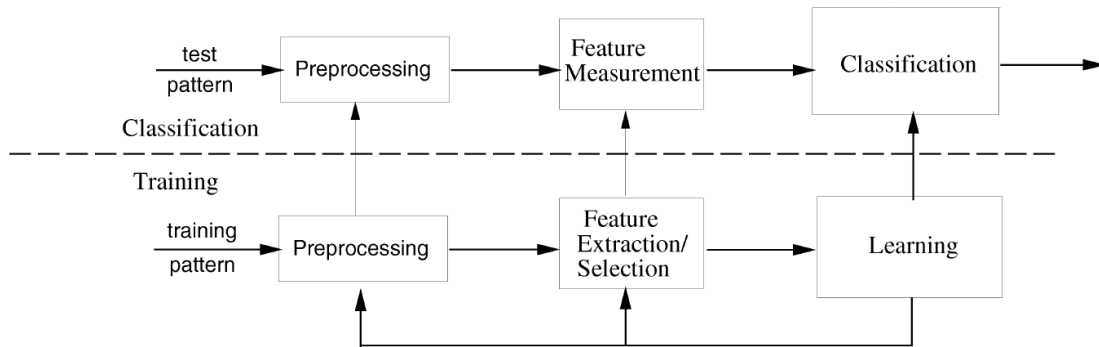 test
pattern
Preprocessing
Feature
Measurement
Classification
Classification
Training
training
pattern
Preprocessing
Feature
Extraction/
Selection
Learning